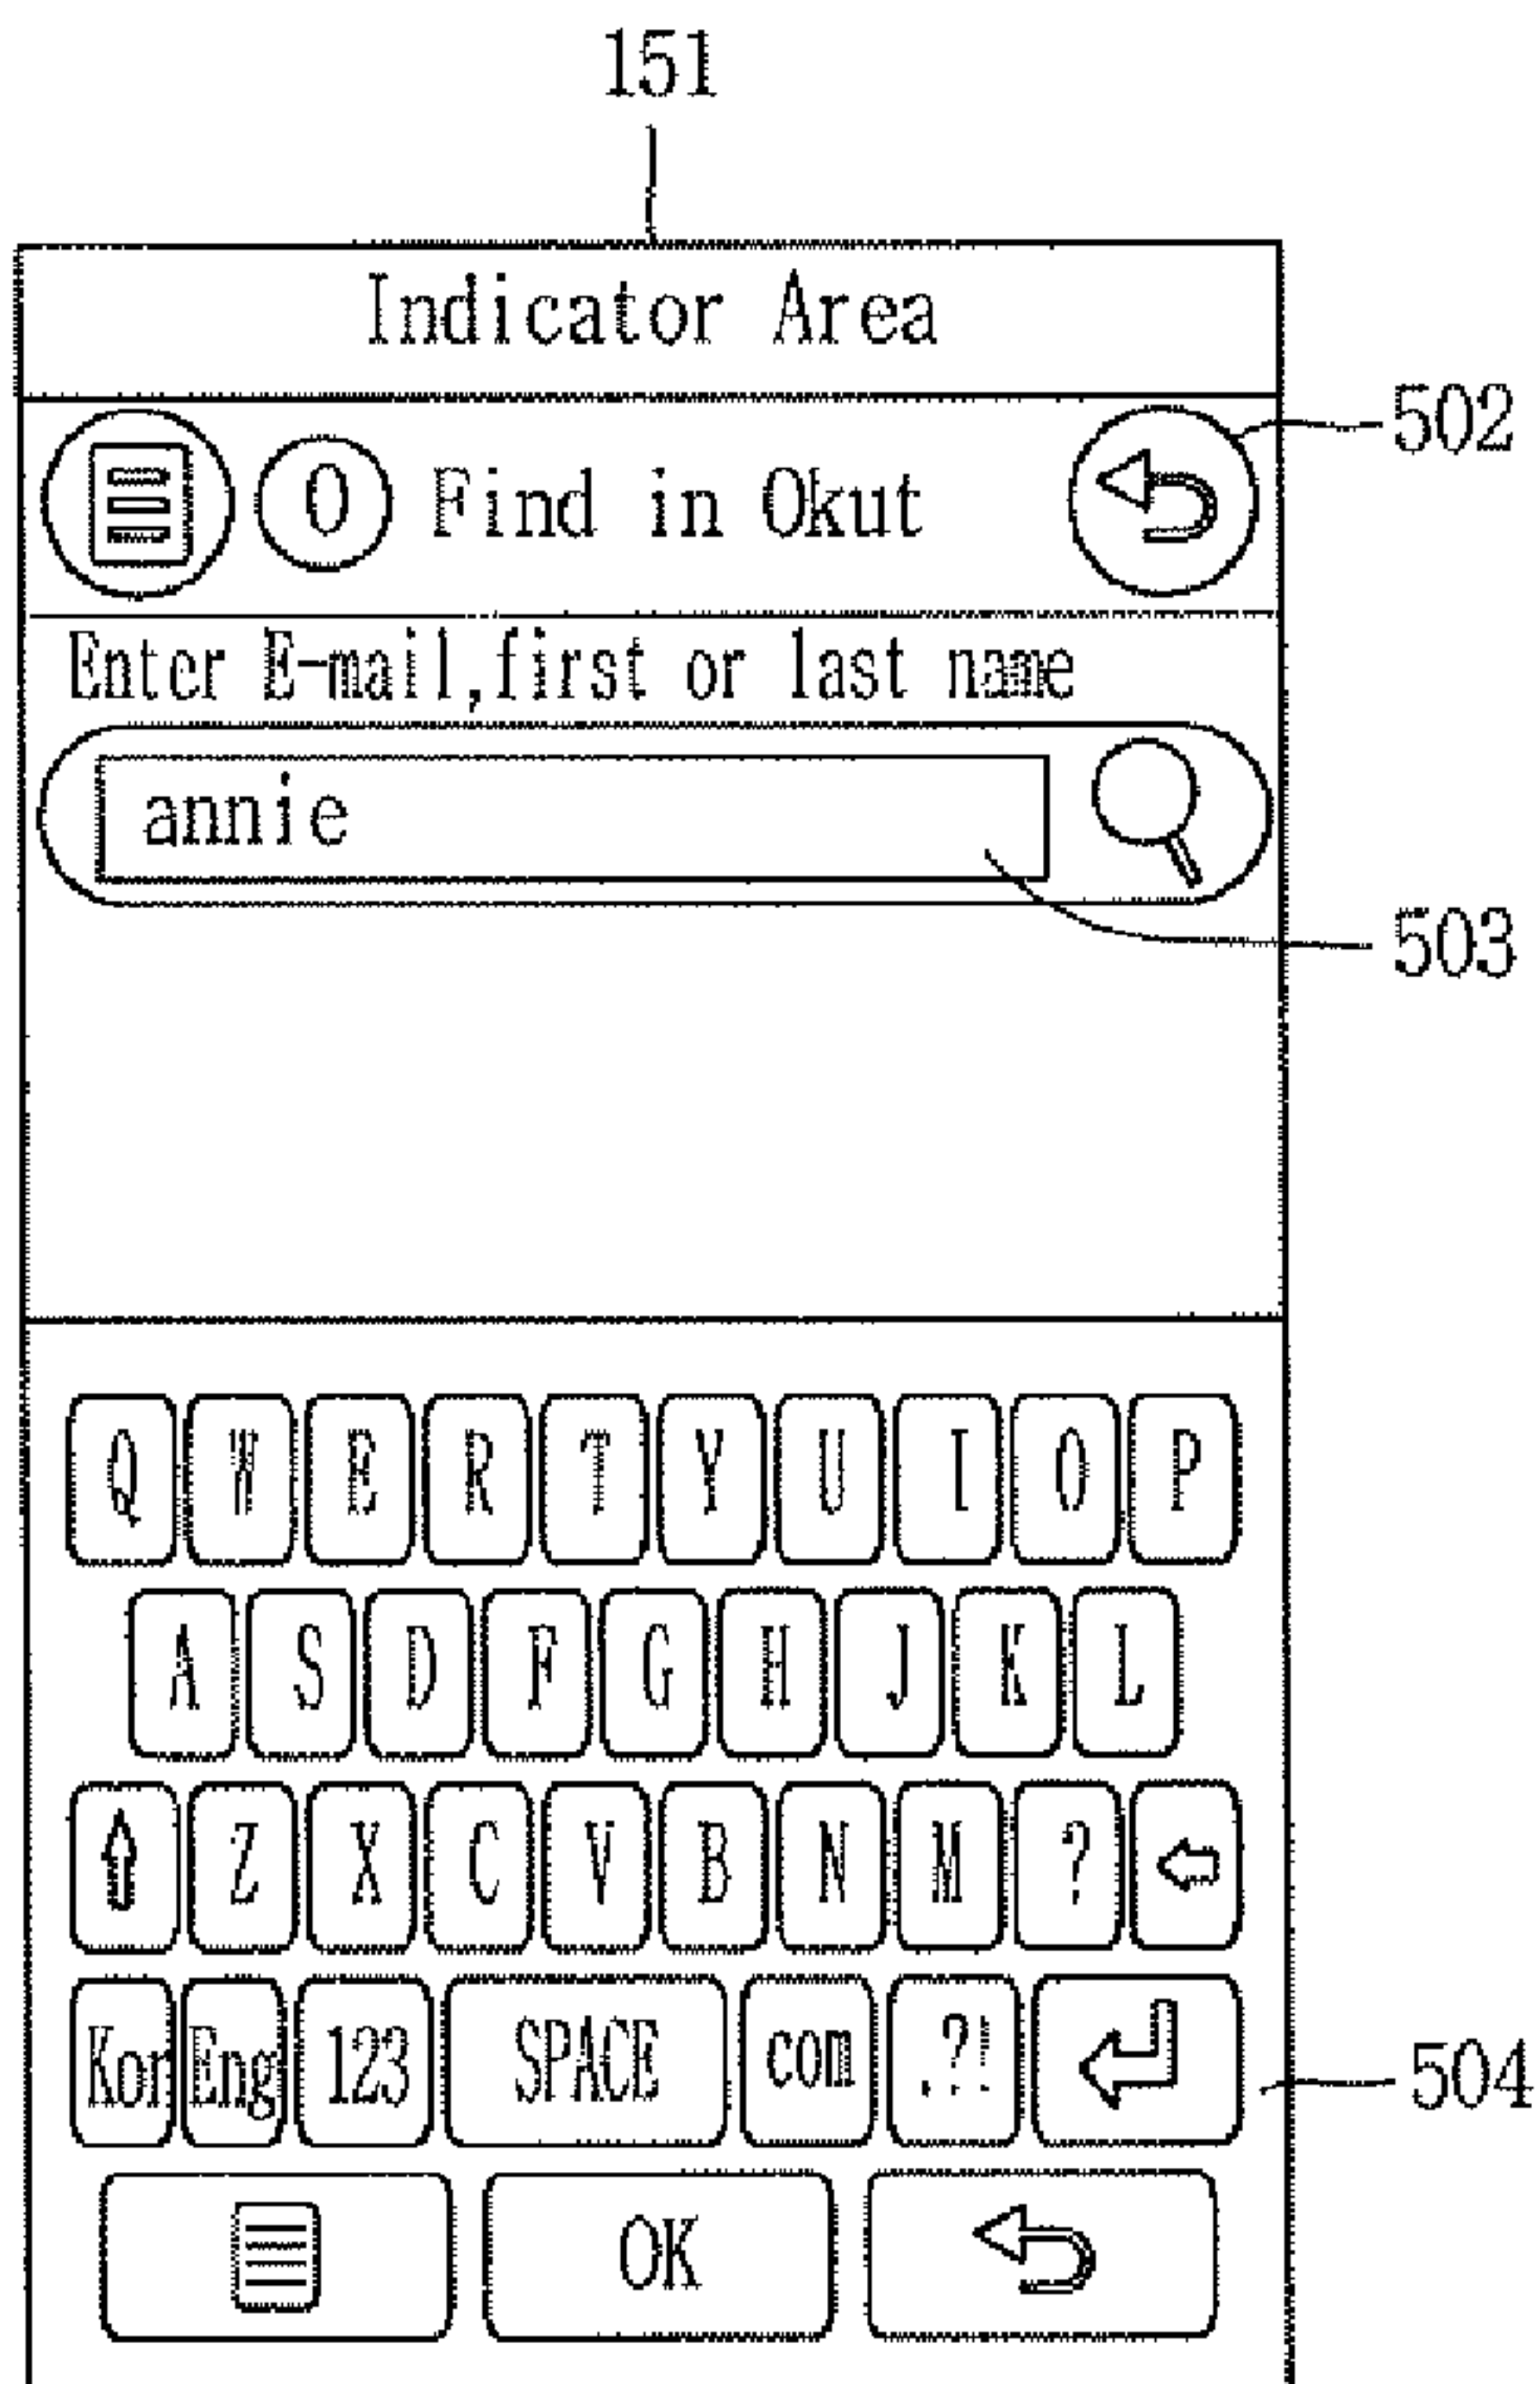 151
Indicator Area
O Find in Okut
502
Enter E-mail,first or last name
annie
503
Q W E R T Y U I O P
A S D F G H J K L
Z X C V B N M ?
Kor Eng 123 SPACE com .?!
504
OK